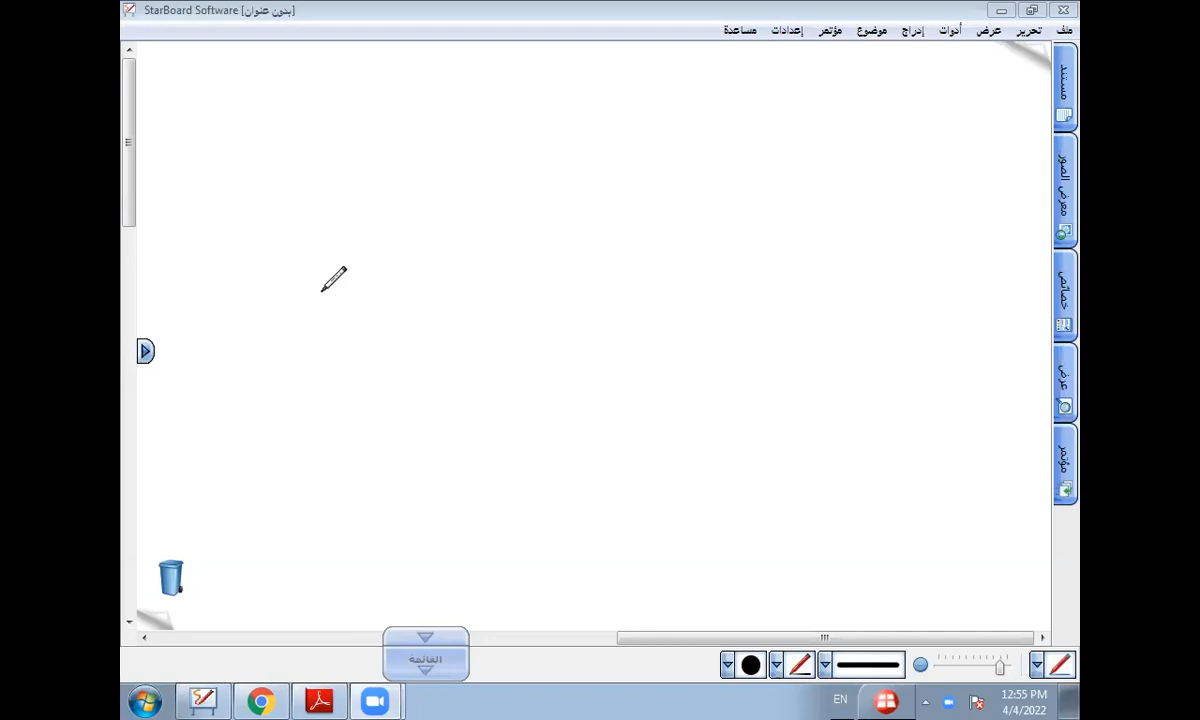 StarBoard Software [بدون عنوان]
ملف تحرير عرض أدوات إدراج موضوع مؤتمر إعدادات مساعدة
مستند
معرض الصور
خصائص
عرض
مؤتمر
القائمة
EN
12:55 PM
4/4/2022